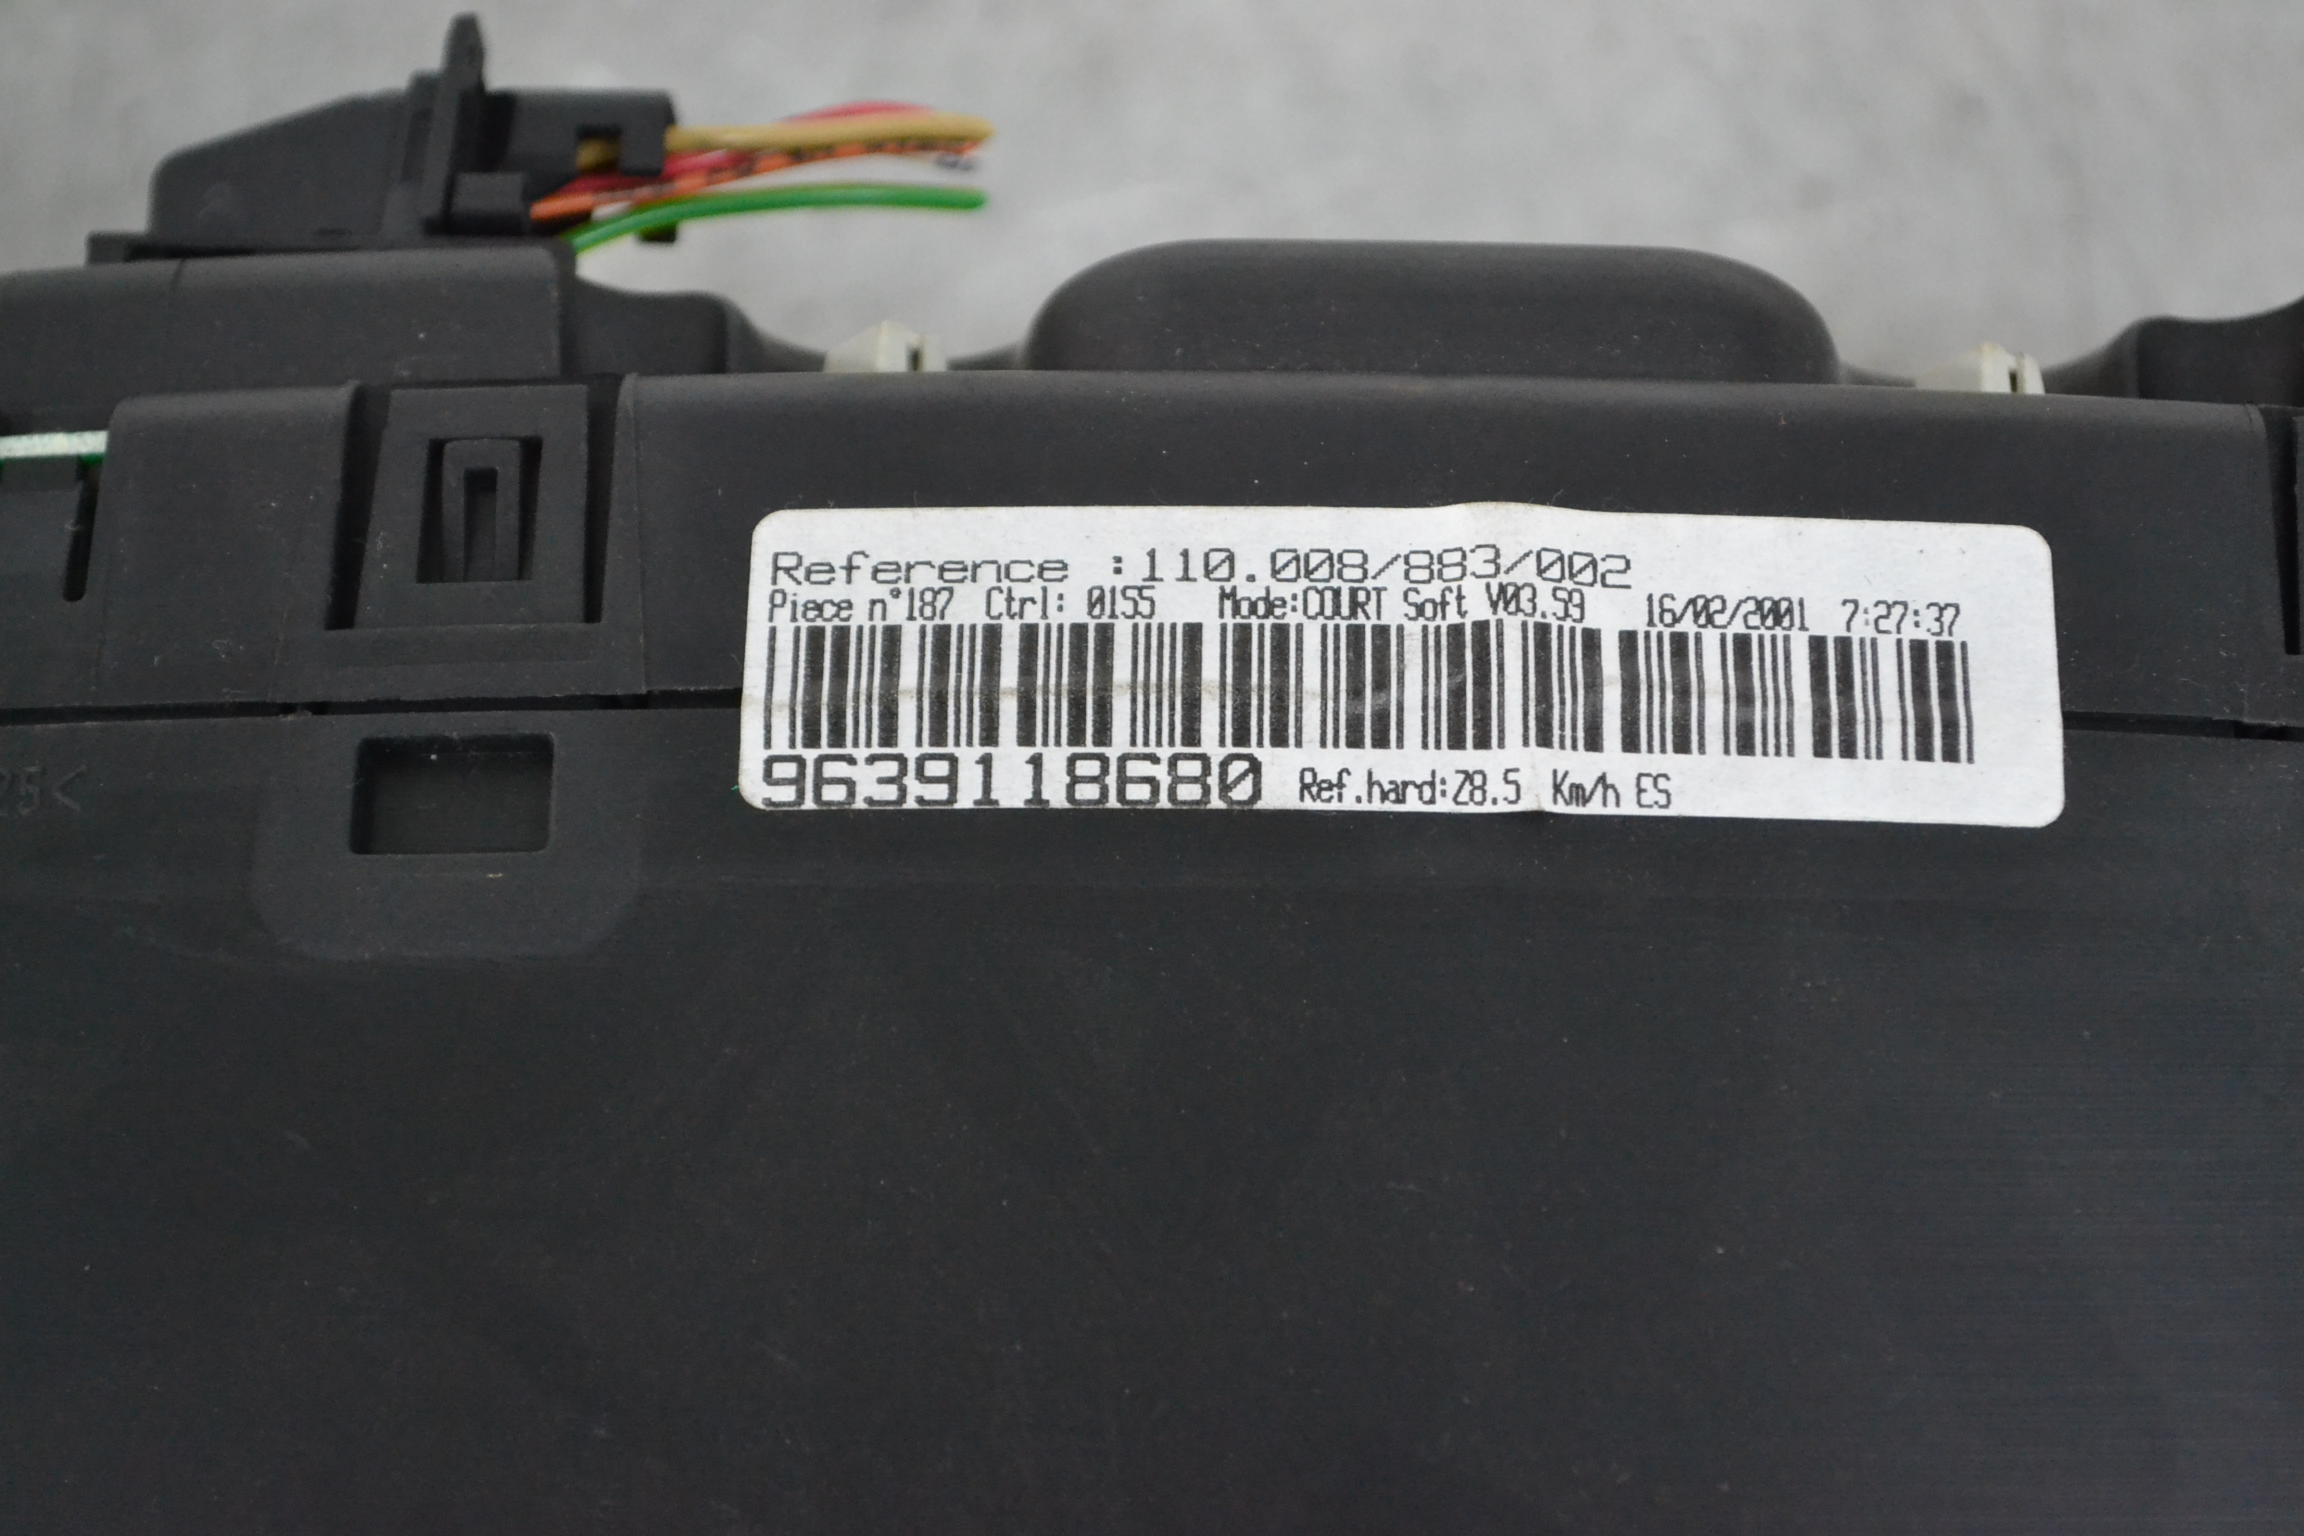 Reference :110.008/883/002
Piece n°187 Ctrl: 0155 Mode:COURT Soft V03.59 16/02/2001 7:27:37
9639118680 Ref.hard:28.5 Km/h ES
25<